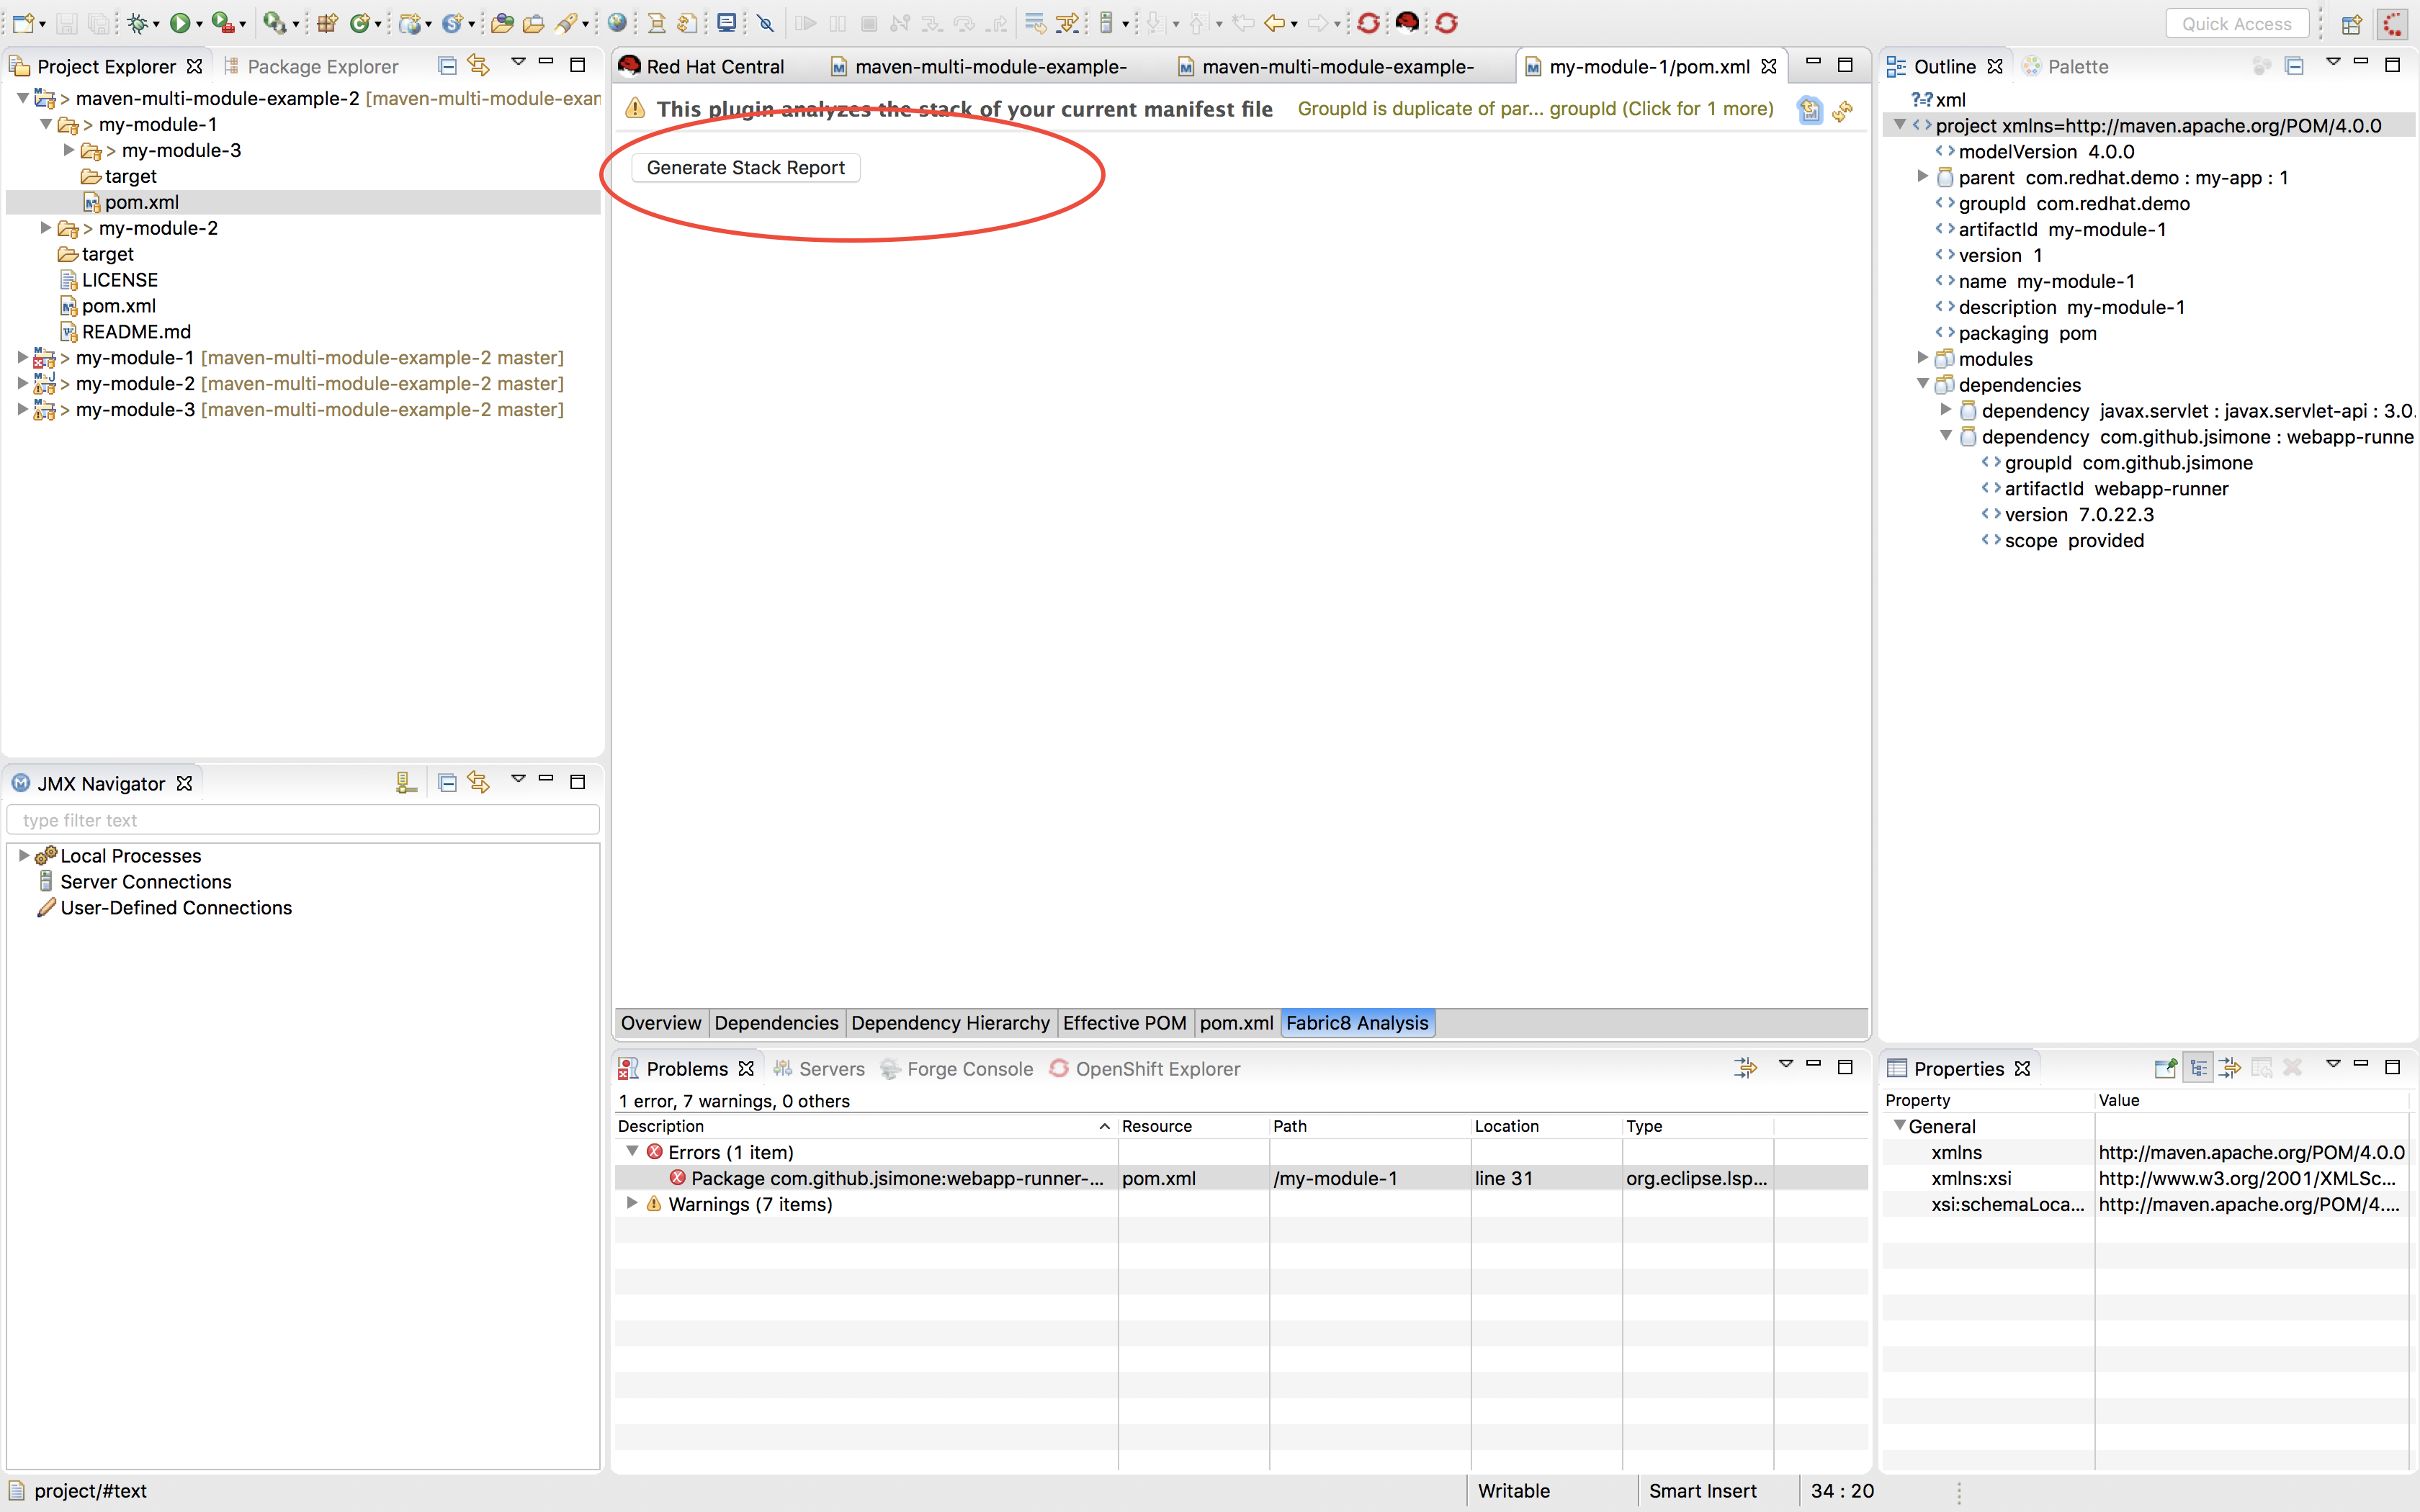 Quick Access
Project Explorer
Package Explorer
> maven-multi-module-example-2 [maven-multi-module-exan
> my-module-1
> my-module-3
target
pom.xml
> my-module-2
target
LICENSE
pom.xml
README.md
> my-module-1 [maven-multi-module-example-2 master]
> my-module-2 [maven-multi-module-example-2 master]
> my-module-3 [maven-multi-module-example-2 master]
JMX Navigator
type filter text
Local Processes
Server Connections
User-Defined Connections
Red Hat Central
maven-multi-module-example-
maven-multi-module-example-
my-module-1/pom.xml
This plugin analyzes the stack of your current manifest file
GroupId is duplicate of par... groupId (Click for 1 more)
Generate Stack Report
Overview
Dependencies
Dependency Hierarchy
Effective POM
pom.xml
Fabric8 Analysis
Problems
Servers
Forge Console
OpenShift Explorer
1 error, 7 warnings, 0 others
Description Resource Path Location Type
Errors (1 item)
Package com.github.jsimone:webapp-runner-... pom.xml /my-module-1 line 31 org.eclipse.lsp...
Warnings (7 items)
Outline
Palette
?-? xml
project xmlns=http://maven.apache.org/POM/4.0.0
modelVersion 4.0.0
parent com.redhat.demo : my-app : 1
groupId com.redhat.demo
artifactId my-module-1
version 1
name my-module-1
description my-module-1
packaging pom
modules
dependencies
dependency javax.servlet : javax.servlet-api : 3.0.
dependency com.github.jsimone : webapp-runne
groupId com.github.jsimone
artifactId webapp-runner
version 7.0.22.3
scope provided
Properties
Property Value
General
xmlns http://maven.apache.org/POM/4.0.0
xmlns:xsi http://www.w3.org/2001/XMLSc...
xsi:schemaLoca... http://maven.apache.org/POM/4....
project/#text
Writable
Smart Insert
34 : 20